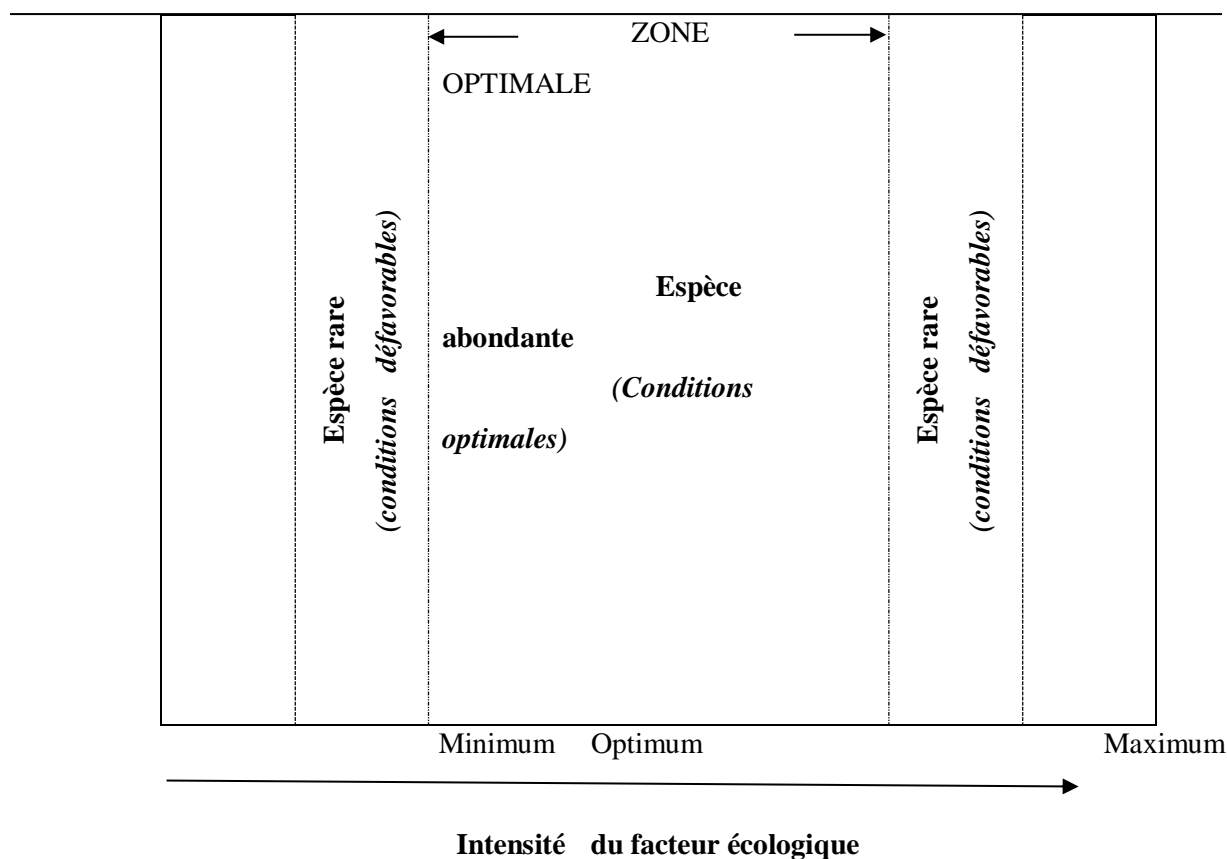 ZONE
OPTIMALE
Espèce rare
(conditions défavorables)
Espèce
abondante
(Conditions
optimales)
Espèce rare
(conditions défavorables)
Minimum Optimum Maximum
Intensité du facteur écologique